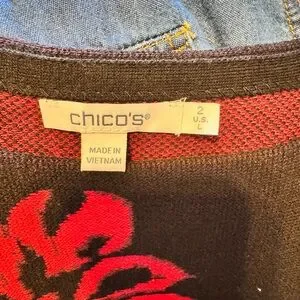 chico's®
2
U.S.
L
MADE IN
VIETNAM